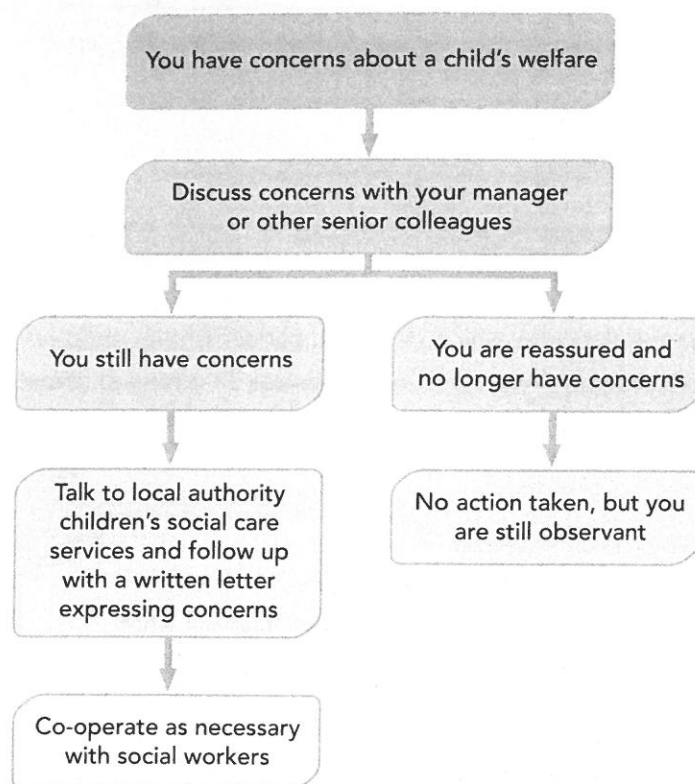 You have concerns about a child's welfare
Discuss concerns with your manager
or other senior colleagues
You still have concerns
You are reassured and
no longer have concerns
Talk to local authority
children's social care
services and follow up
with a written letter
expressing concerns
No action taken, but you
are still observant
Co-operate as necessary
with social workers